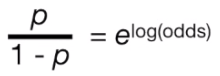 p / 1 - p = e^log(odds)